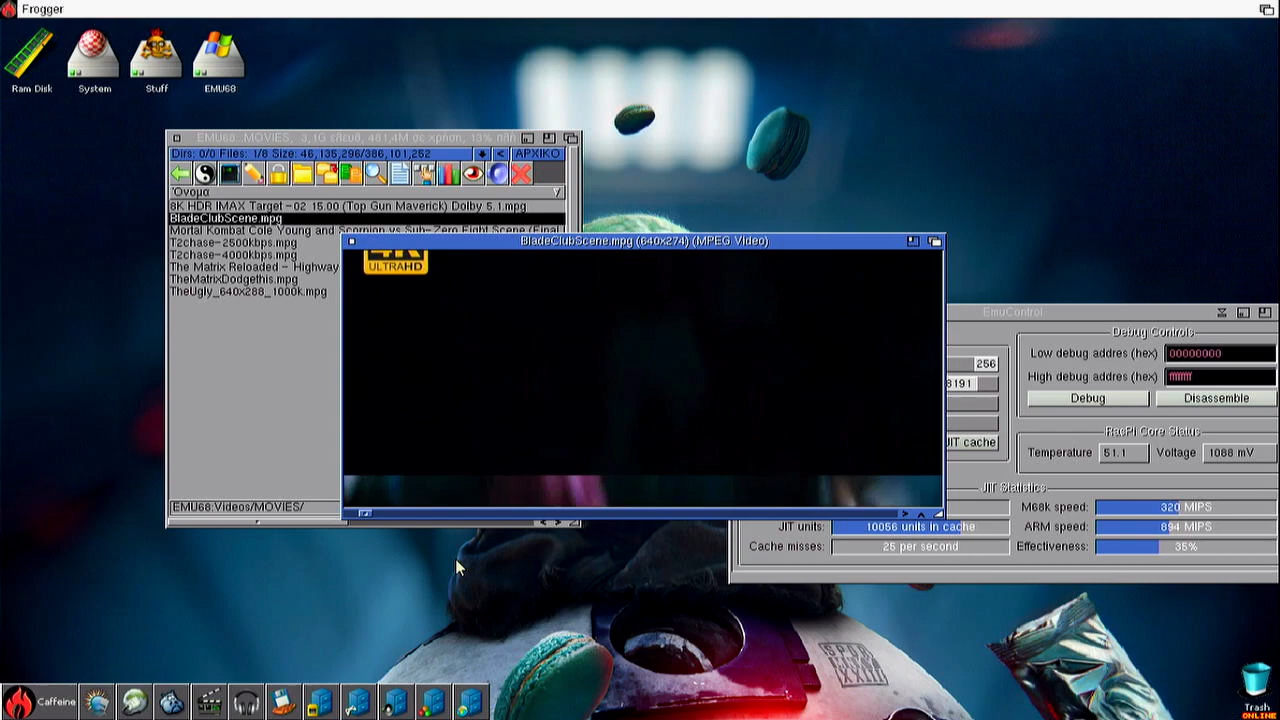 Frogger
Ram Disk
System
Stuff
EMU68
EMU68 MOVIES, 3,1G ελευθ, 481,4M σε χρήση, 13% πλή
Dirs: 0/0 Files: 1/8 Size: 46,135,296/386,101,252
< ΑΡΧΙΚΟ
Όνομα
8K HDR IMAX Target -02 15.00 (Top Gun Maverick) Dolby 5.1.mpg
BladeClubScene.mpg
Mortal Kombat Cole Young and Scorpion vs Sub-Zero Fight Scene (Final
T2chase-2500kbps.mpg
T2chase-4000kbps.mpg
The Matrix Reloaded - Highway
TheMatrixDodgethis.mpg
TheUgly_640x288_1000k.mpg
EMU68:Videos/MOVIES/
BladeClubScene.mpg (640x274) (MPEG Video)
4K
ULTRAHD
EmuControl
256
8191
JIT cache
Debug Controls
Low debug addres (hex) 00000000
High debug addres (hex) ffffffff
Debug Disassemble
RasPi Core Status
Temperature 51.1 Voltage 1088 mV
JIT Statistics
M68k speed: 320 MIPS
JIT units: 10056 units in cache ARM speed: 894 MIPS
Cache misses: 25 per second Effectiveness: 35%
SPQR
XXXIII
Caffeine
Trash
ONLINE